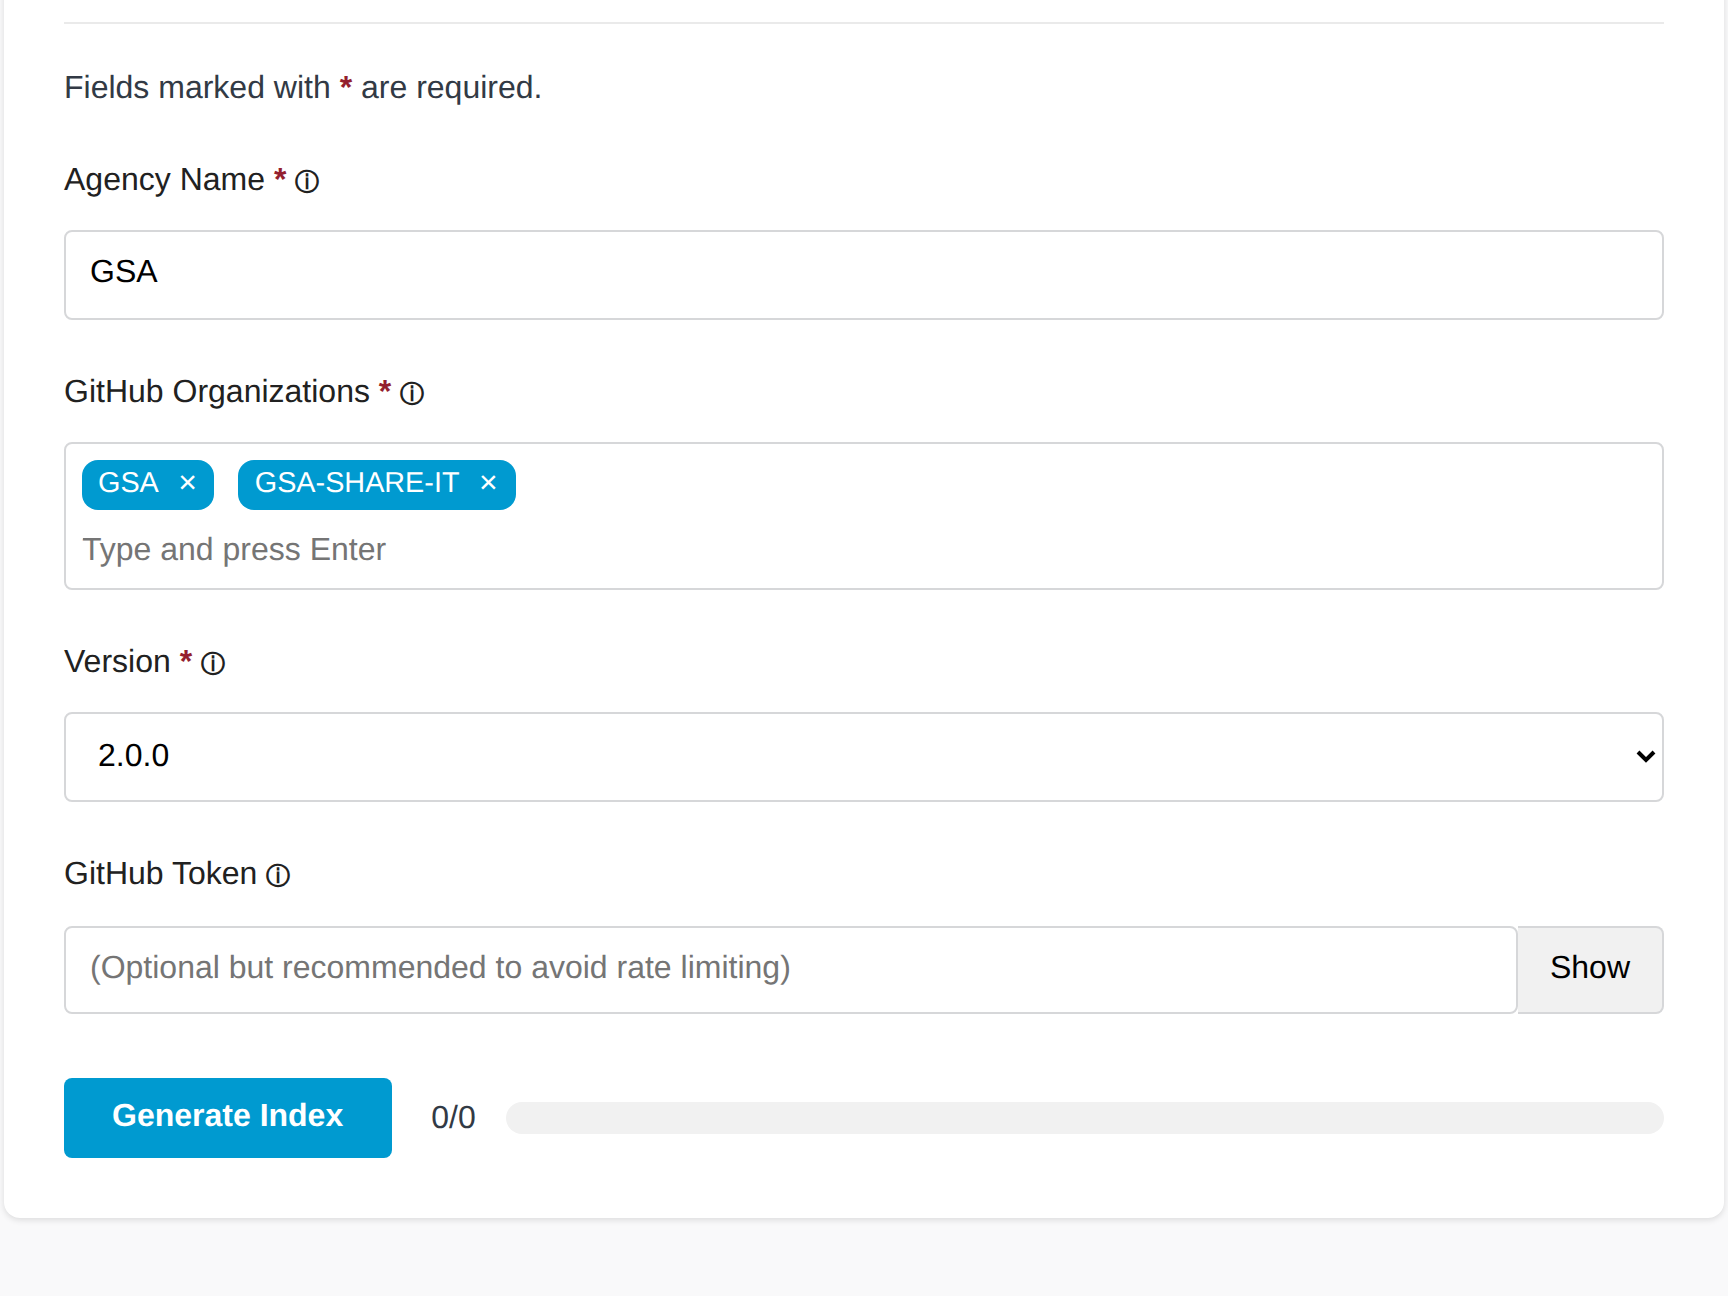 Fields marked with * are required.
Agency Name * ⓘ
GSA
GitHub Organizations * ⓘ
GSA ✕ GSA-SHARE-IT ✕
Type and press Enter
Version * ⓘ
2.0.0
GitHub Token ⓘ
(Optional but recommended to avoid rate limiting) Show
Generate Index 0/0